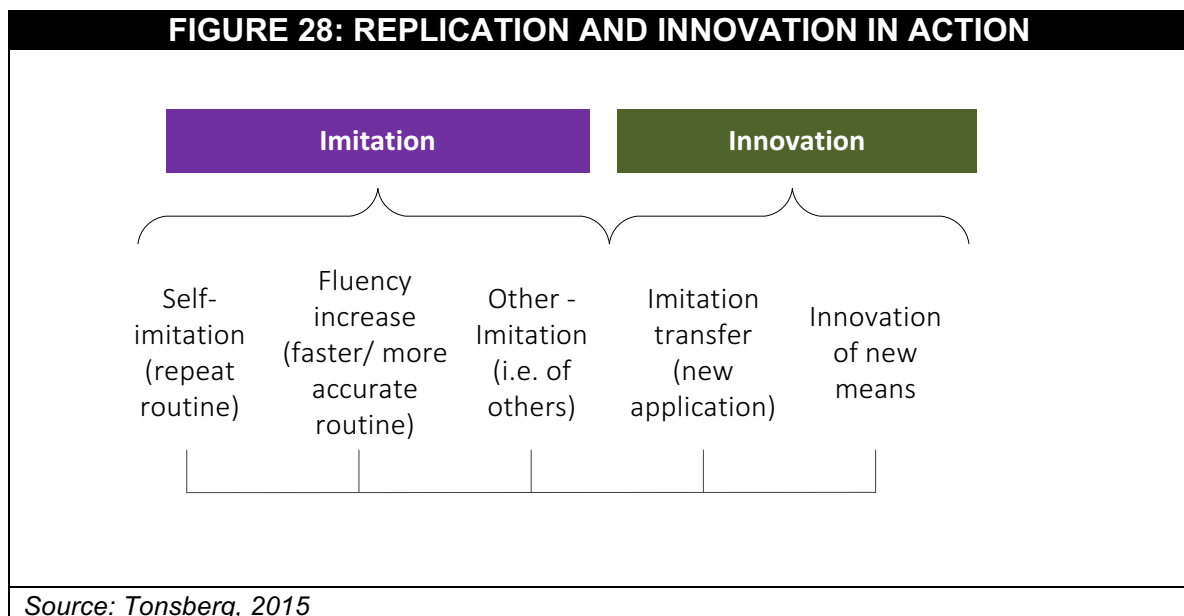 FIGURE 28: REPLICATION AND INNOVATION IN ACTION
Imitation
Innovation
Self-
imitation
(repeat
routine)
Fluency
increase
(faster/ more
accurate
routine)
Other -
Imitation
(i.e. of
others)
Imitation
transfer
(new
application)
Innovation
of new
means
Source: Tonsberg, 2015